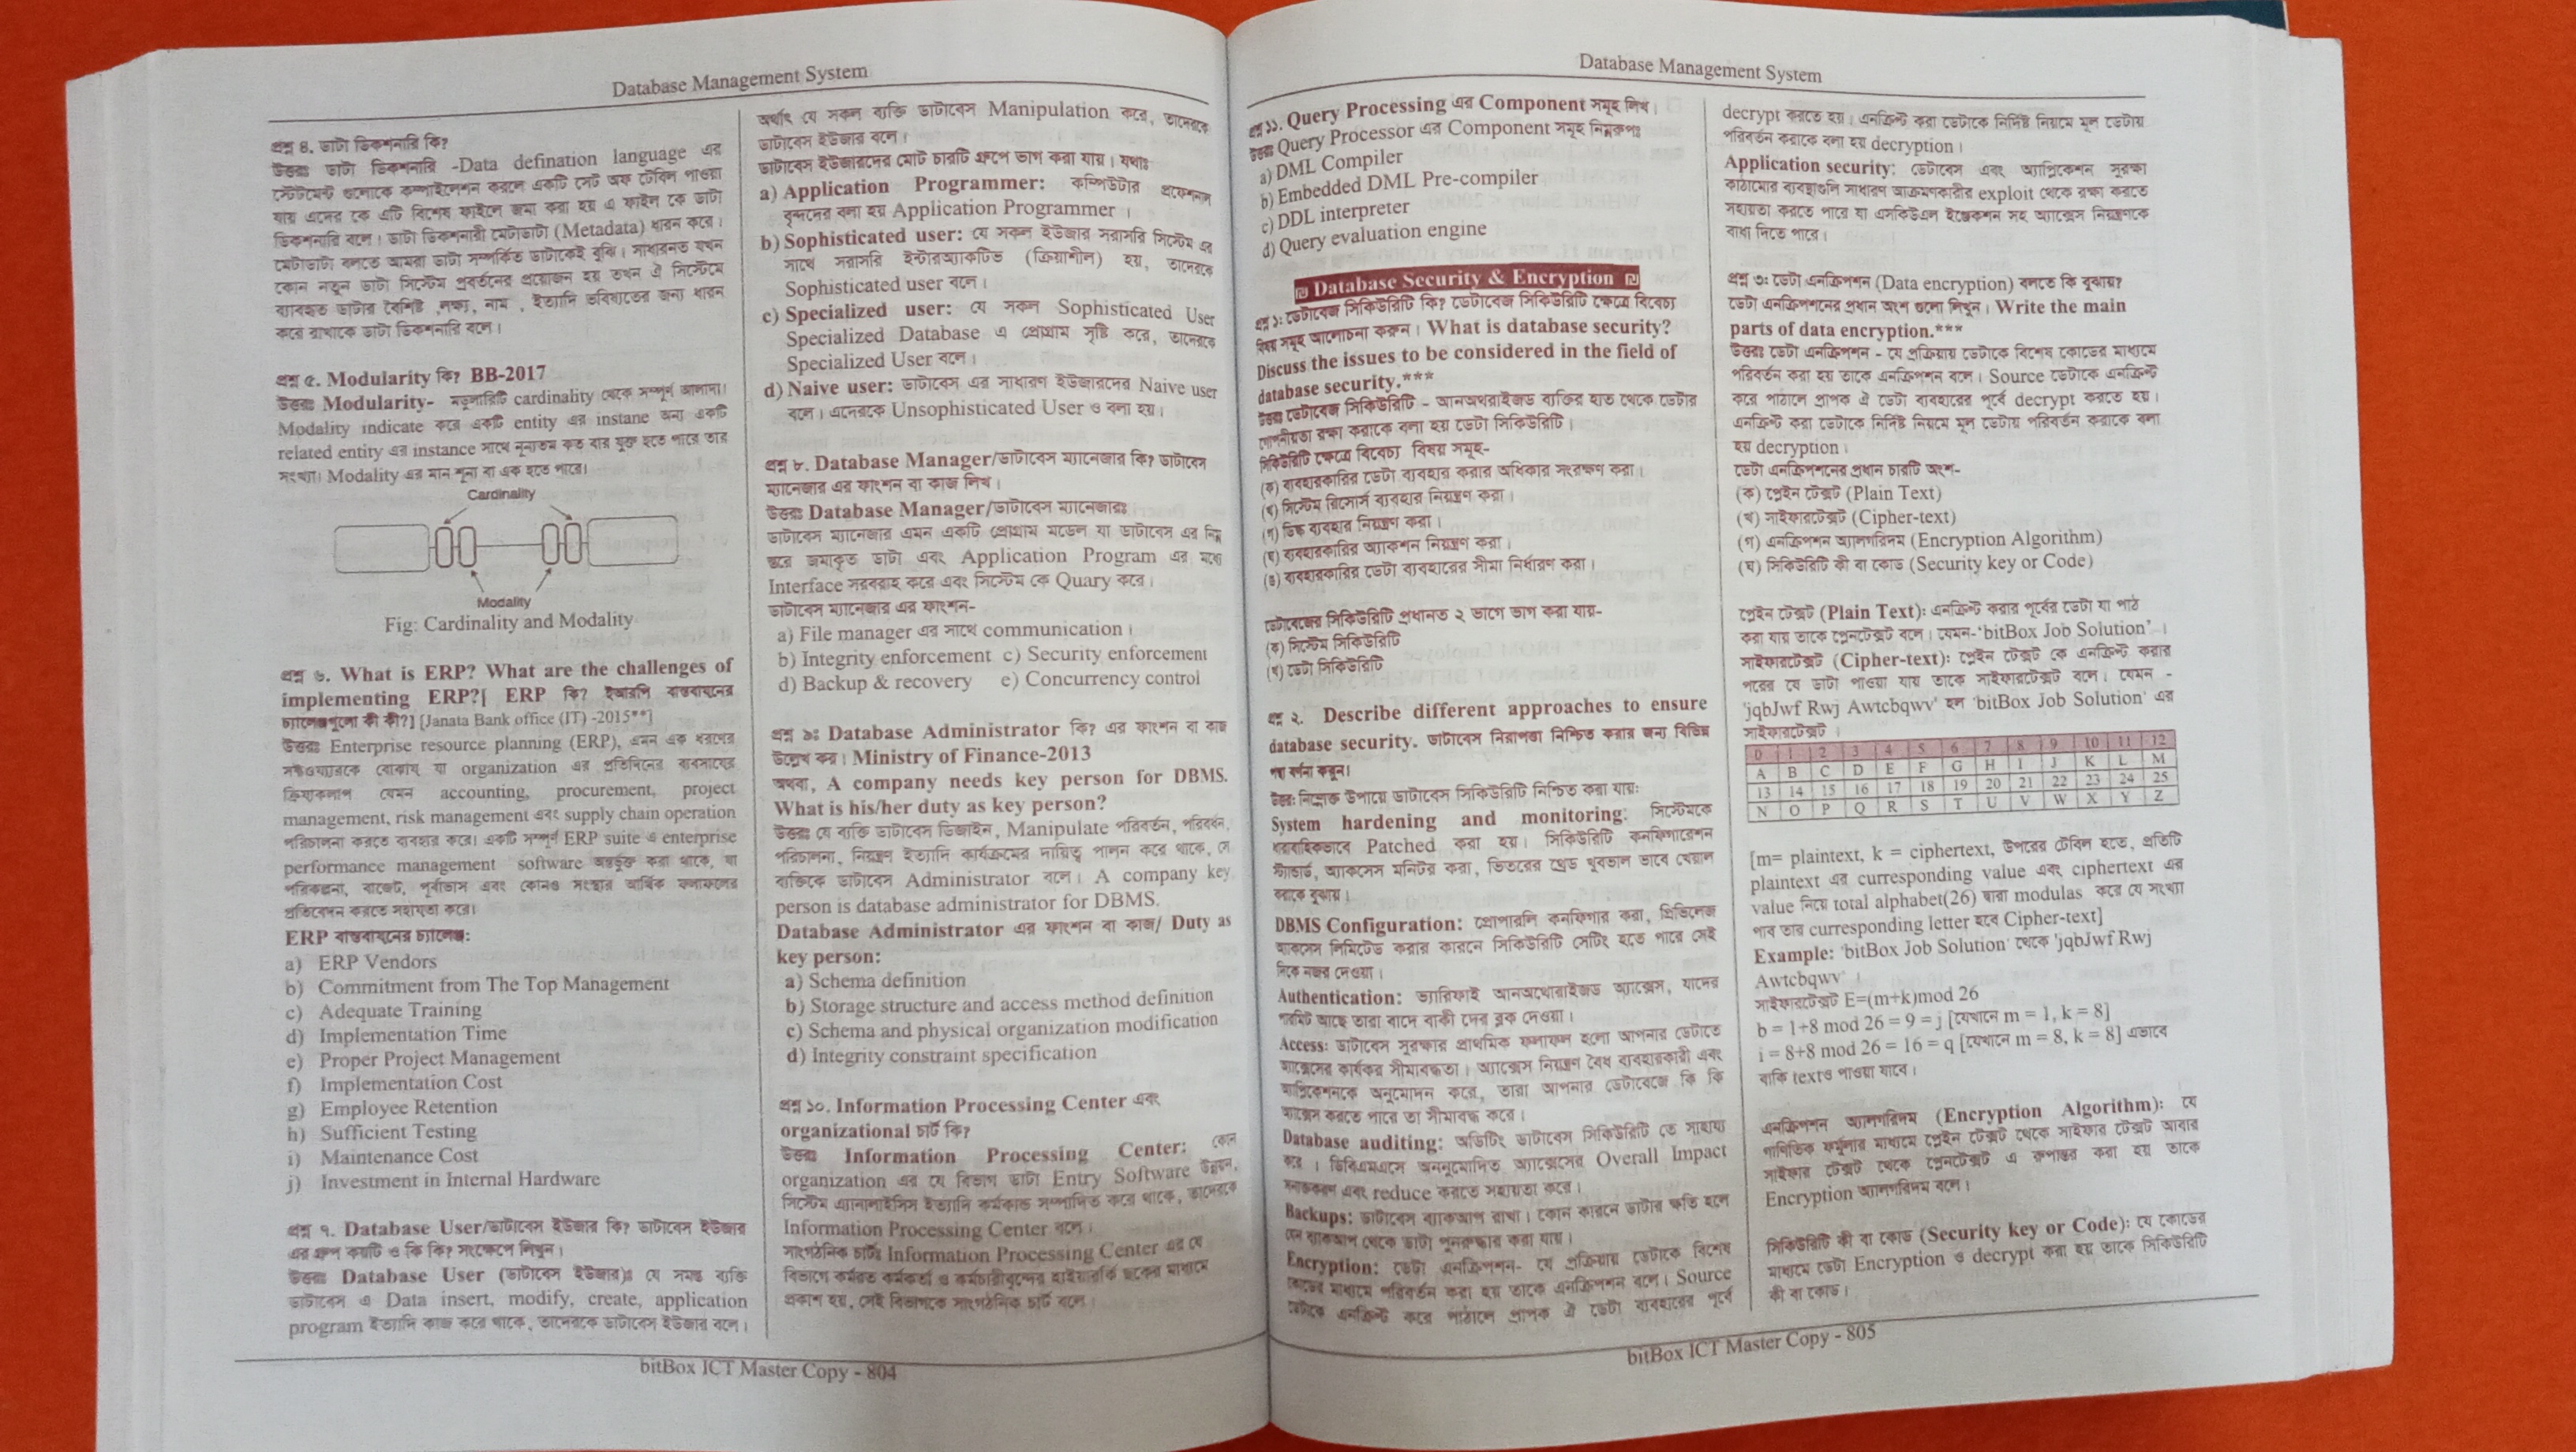 Database Management System
প্রশ্ন ৪. ডাটা ডিকশনারি কি?
উত্তরঃ ডাটা ডিকশনারি -Data defination language এর
স্টেটমেন্ট গুলোকে কম্পাইলেশন করলে একটি সেট অফ টেবিল পাওয়া
যায় এদের কে এটি বিশেষ ফাইলে জমা করা হয় এ ফাইল কে ডাটা
ডিকশনারি বলে। ডাটা ডিকশনারী মেটাডাটা (Metadata) ধারন করে।
মেটাডাটা বলতে আমরা ডাটা সম্পর্কিত ডাটাকেই বুঝি। সাধারনত যখন
কোন নতুন ডাটা সিস্টেম প্রবর্তনের প্রয়োজন হয় তখন ঐ সিস্টেমে
ব্যাবহৃত ডাটার বৈশিষ্ট ,লক্ষ্য, নাম , ইত্যাদি ভবিষ্যতের জন্য ধারন
করে রাখাকে ডাটা ডিকশনারি বলে।
প্রশ্ন ৫. Modularity কি? BB-2017
উত্তরঃ Modularity- মডুলারিটি cardinality থেকে সম্পূর্ণ আলাদা।
Modality indicate করে একটি entity এর instane অন্য একটি
related entity এর instance সাথে নূন্যতম কত বার যুক্ত হতে পারে তার
সংখ্যা। Modality এর মান শূন্য বা এক হতে পারে।
Cardinality
Modality
Fig: Cardinality and Modality
প্রশ্ন ৬. What is ERP? What are the challenges of
implementing ERP?[ ERP কি? ইআরপি বাস্তবায়নের
চ্যালেঞ্জগুলো কী কী?] [Janata Bank office (IT) -2015**]
উত্তরঃ Enterprise resource planning (ERP), এমন এক ধরণের
সফ্টওয়্যারকে বোঝায় যা organization এর প্রতিদিনের ব্যবসায়ের
ক্রিয়াকলাপ যেমন accounting, procurement, project
management, risk management এবং supply chain operation
পরিচালনা করতে ব্যবহার করে। একটি সম্পূর্ণ ERP suite ও enterprise
performance management software অন্তর্ভুক্ত করা থাকে, যা
পরিকল্পনা, বাজেট, পূর্বাভাস এবং কোনও সংস্থার আর্থিক ফলাফলের
প্রতিবেদন করতে সহায়তা করে।
ERP বাস্তবায়নের চ্যালেঞ্জ:
a) ERP Vendors
b) Commitment from The Top Management
c) Adequate Training
d) Implementation Time
e) Proper Project Management
f) Implementation Cost
g) Employee Retention
h) Sufficient Testing
i) Maintenance Cost
j) Investment in Internal Hardware
প্রশ্ন ৭. Database User/ডাটাবেস ইউজার কি? ডাটাবেস ইউজার
এর গ্রুপ কয়টি ও কি কি? সংক্ষেপে লিখুন।
উত্তরঃ Database User (ডাটাবেস ইউজার)ঃ যে সমস্ত ব্যক্তি
ডাটাবেস এ Data insert, modify, create, application
program ইত্যাদি কাজ করে থাকে, তাদেরকে ডাটাবেস ইউজার বলে।
অর্থাৎ যে সকল ব্যক্তি ডাটাবেস Manipulation করে, তাদেরকে
ডাটাবেস ইউজার বলে।
ডাটাবেস ইউজারদের মোট চারটি গ্রুপে ভাগ করা যায়। যথাঃ
a) Application Programmer: কম্পিউটার প্রফেশনাল
বৃন্দদের বলা হয় Application Programmer ।
b) Sophisticated user: যে সকল ইউজার সরাসরি সিস্টেম এর
সাথে সরাসরি ইন্টারঅ্যাকটিভ (ক্রিয়াশীল) হয়, তাদেরকে
Sophisticated user বলে।
c) Specialized user: যে সকল Sophisticated User
Specialized Database এ প্রোগ্রাম সৃষ্টি করে, তাদেরকে
Specialized User বলে।
d) Naive user: ডাটাবেস এর সাধারণ ইউজারদের Naive user
বলে। এদেরকে Unsophisticated User ও বলা হয়।
প্রশ্ন ৮. Database Manager/ডাটাবেস ম্যানেজার কি? ডাটাবেস
ম্যানেজার এর ফাংশন বা কাজ লিখ।
উত্তরঃ Database Manager/ডাটাবেস ম্যানেজারঃ
ডাটাবেস ম্যানেজার এমন একটি প্রোগ্রাম মডেল যা ডাটাবেস এর নিম্ন
স্তরে জমাকৃত ডাটা এবং Application Program এর মধ্যে
Interface সরবরাহ করে এবং সিস্টেম কে Quary করে।
ডাটাবেস ম্যানেজার এর ফাংশন-
a) File manager এর সাথে communication।
b) Integrity enforcement c) Security enforcement
d) Backup & recovery e) Concurrency control
প্রশ্ন ৯ঃ Database Administrator কি? এর ফাংশন বা কাজ
উল্লেখ কর। Ministry of Finance-2013
অথবা, A company needs key person for DBMS.
What is his/her duty as key person?
উত্তরঃ যে ব্যক্তি ডাটাবেস ডিজাইন, Manipulate পরিবর্তন, পরিবর্ধন,
পরিচালনা, নিয়ন্ত্রণ ইত্যাদি কার্যক্রমের দায়িত্ব পালন করে থাকে, সে
ব্যক্তিকে ডাটাবেস Administrator বলে। A company key
person is database administrator for DBMS.
Database Administrator এর ফাংশন বা কাজ/ Duty as
key person:
a) Schema definition
b) Storage structure and access method definition
c) Schema and physical organization modification
d) Integrity constraint specification
প্রশ্ন ১০. Information Processing Center এবং
organizational চার্ট কি?
উত্তরঃ Information Processing Center: কোন
organization এর যে বিভাগ ডাটা Entry Software উন্নয়ন,
সিস্টেম এ্যানালাইসিস ইত্যাদি কর্মকান্ড সম্পাদিত করে থাকে, তাদেরকে
Information Processing Center বলে।
সাংগঠনিক চার্টঃ Information Processing Center এর যে
বিভাগে কর্মরত কর্মকর্তা ও কর্মচারীবৃন্দের হাইয়ারর্কি ছকের মাধ্যমে
প্রকাশ হয়, সেই বিভাগকে সাংগঠনিক চার্ট বলে।
bitBox ICT Master Copy - 804
Database Management System
প্রশ্ন ১১. Query Processing এর Component সমূহ লিখ।
উত্তরঃ Query Processor এর Component সমূহ নিম্নরূপঃ
a) DML Compiler
b) Embedded DML Pre-compiler
c) DDL interpreter
d) Query evaluation engine
Database Security & Encryption
প্রশ্ন ১: ডেটাবেজ সিকিউরিটি কি? ডেটাবেজ সিকিউরিটি ক্ষেত্রে বিবেচ্য
বিষয় সমূহ আলোচনা করুন। What is database security?
Discuss the issues to be considered in the field of
database security.***
উত্তরঃ ডেটাবেজ সিকিউরিটি - আনঅথরাইজড ব্যক্তির হাত থেকে ডেটার
গোপনীয়তা রক্ষা করাকে বলা হয় ডেটা সিকিউরিটি।
সিকিউরিটি ক্ষেত্রে বিবেচ্য বিষয় সমূহ-
(ক) ব্যবহারকারির ডেটা ব্যবহার করার অধিকার সংরক্ষণ করা।
(খ) সিস্টেম রিসোর্স ব্যবহার নিয়ন্ত্রণ করা।
(গ) ডিস্ক ব্যবহার নিয়ন্ত্রণ করা।
(ঘ) ব্যবহারকারির অ্যাকশন নিয়ন্ত্রণ করা।
(ঙ) ব্যবহারকারির ডেটা ব্যবহারের সীমা নির্ধারণ করা।
ডেটাবেজের সিকিউরিটি প্রধানত ২ ভাগে ভাগ করা যায়-
(ক) সিস্টেম সিকিউরিটি
(খ) ডেটা সিকিউরিটি
প্রশ্ন ২. Describe different approaches to ensure
database security. ডাটাবেস নিরাপত্তা নিশ্চিত করার জন্য বিভিন্ন
পন্থা বর্ণনা করুন।
উত্তর: নিম্নোক্ত উপায়ে ডাটাবেস সিকিউরিটি নিশ্চিত করা যায়:
System hardening and monitoring: সিস্টেমকে
ধারাবাহিকভাবে Patched করা হয়। সিকিউরিটি কনফিগারেশন
স্ট্যান্ডার্ড, অ্যাকসেস মনিটর করা, ভিতরের থ্রেড খুবভাল ভাবে খেয়াল
করাকে বুঝায়।
DBMS Configuration: প্রোপারলি কনফিগার করা, প্রিভিলেজ
অ্যাকসেস লিমিটেড করার কারনে সিকিউরিটি সেটিং হতে পারে সেই
দিকে নজর দেওয়া।
Authentication: ভ্যারিফাই আনঅথোরাইজড অ্যাক্সেস, যাদের
পারমিট আছে তারা বাদে বাকী দের ব্লক দেওয়া।
Access: ডাটাবেস সুরক্ষার প্রাথমিক ফলাফল হলো আপনার ডেটাতে
অ্যাক্সেসের কার্যকর সীমাবদ্ধতা। অ্যাক্সেস নিয়ন্ত্রণ বৈধ ব্যবহারকারী এবং
অ্যাপ্লিকেশনকে অনুমোদন করে, তারা আপনার ডেটাবেজে কি কি
অ্যাক্সেস করতে পারে তা সীমাবদ্ধ করে।
Database auditing: অডিটিং ডাটাবেস সিকিউরিটি তে সাহায্য
করে । ডিবিএমএসে অননুমোদিত অ্যাক্সেসের Overall Impact
সনাক্তকরণ এবং reduce করতে সহায়তা করে।
Backups: ডাটাবেস ব্যাকআপ রাখা। কোন কারনে ডাটার ক্ষতি হলে
যেন ব্যাকআপ থেকে ডাটা পুনরুদ্ধার করা যায়।
Encryption: ডেটা এনক্রিপশন- যে প্রক্রিয়ায় ডেটাকে বিশেষ
কোডের মাধ্যমে পরিবর্তন করা হয় তাকে এনক্রিপশন বলে। Source
ডেটাকে এনক্রিপ্ট করে পাঠালে প্রাপক ঐ ডেটা ব্যবহারের পূর্বে
decrypt করতে হয়। এনক্রিপ্ট করা ডেটাকে নির্দিষ্ট নিয়মে মূল ডেটায়
পরিবর্তন করাকে বলা হয় decryption।
Application security: ডেটাবেস এবং অ্যাপ্লিকেশন সুরক্ষা
কাঠামোর ব্যবস্থাগুলি সাধারণ আক্রমণকারীর exploit থেকে রক্ষা করতে
সহায়তা করতে পারে যা এসকিউএল ইঞ্জেকশন সহ অ্যাক্সেস নিয়ন্ত্রণকে
বাধা দিতে পারে।
প্রশ্ন ৩: ডেটা এনক্রিপশন (Data encryption) বলতে কি বুঝায়?
ডেটা এনক্রিপশনের প্রধান অংশ গুলো লিখুন। Write the main
parts of data encryption.***
উত্তরঃ ডেটা এনক্রিপশন - যে প্রক্রিয়ায় ডেটাকে বিশেষ কোডের মাধ্যমে
পরিবর্তন করা হয় তাকে এনক্রিপশন বলে। Source ডেটাকে এনক্রিপ্ট
করে পাঠালে প্রাপক ঐ ডেটা ব্যবহারের পূর্বে decrypt করতে হয়।
এনক্রিপ্ট করা ডেটাকে নির্দিষ্ট নিয়মে মূল ডেটায় পরিবর্তন করাকে বলা
হয় decryption।
ডেটা এনক্রিপশনের প্রধান চারটি অংশ-
(ক) প্লেইন টেক্সট (Plain Text)
(খ) সাইফারটেক্সট (Cipher-text)
(গ) এনক্রিপশন অ্যালগরিদম (Encryption Algorithm)
(ঘ) সিকিউরিটি কী বা কোড (Security key or Code)
প্লেইন টেক্সট (Plain Text): এনক্রিপ্ট করার পূর্বের ডেটা যা পাঠ
করা যায় তাকে প্লেনটেক্সট বলে। যেমন-'bitBox Job Solution' ।
সাইফারটেক্সট (Cipher-text): প্লেইন টেক্সট কে এনক্রিপ্ট করার
পরের যে ডাটা পাওয়া যায় তাকে সাইফারটেক্সট বলে। যেমন -
'jqbJwf Rwj Awtcbqwv' হল 'bitBox Job Solution' এর
সাইফারটেক্সট ।
0 1 2 3 4 5 6 7 8 9 10 11 12
A B C D E F G H I J K L M
13 14 15 16 17 18 19 20 21 22 23 24 25
N O P Q R S T U V W X Y Z
[m= plaintext, k = ciphertext, উপরের টেবিল হতে, প্রতিটি
plaintext এর curresponding value এবং ciphertext এর
value নিয়ে total alphabet(26) দ্বারা modulas করে যে সংখ্যা
পাব তার curresponding letter হবে Cipher-text]
Example: 'bitBox Job Solution' থেকে 'jqbJwf Rwj
Awtcbqwv' ।
সাইফারটেক্সট E=(m+k)mod 26
b = 1+8 mod 26 = 9 = j [যেখানে m = 1, k = 8]
i = 8+8 mod 26 = 16 = q [যেখানে m = 8, k = 8] এভাবে
বাকি textও পাওয়া যাবে।
এনক্রিপশন অ্যালগরিদম (Encryption Algorithm): যে
গাণিতিক ফর্মুলার মাধ্যমে প্লেইন টেক্সট থেকে সাইফার টেক্সট আবার
সাইফার টেক্সট থেকে প্লেনটেক্সট এ রুপান্তর করা হয় তাকে
Encryption অ্যালগরিদম বলে।
সিকিউরিটি কী বা কোড (Security key or Code): যে কোডের
মাধ্যমে ডেটা Encryption ও decrypt করা হয় তাকে সিকিউরিটি
কী বা কোড।
bitBox ICT Master Copy - 805